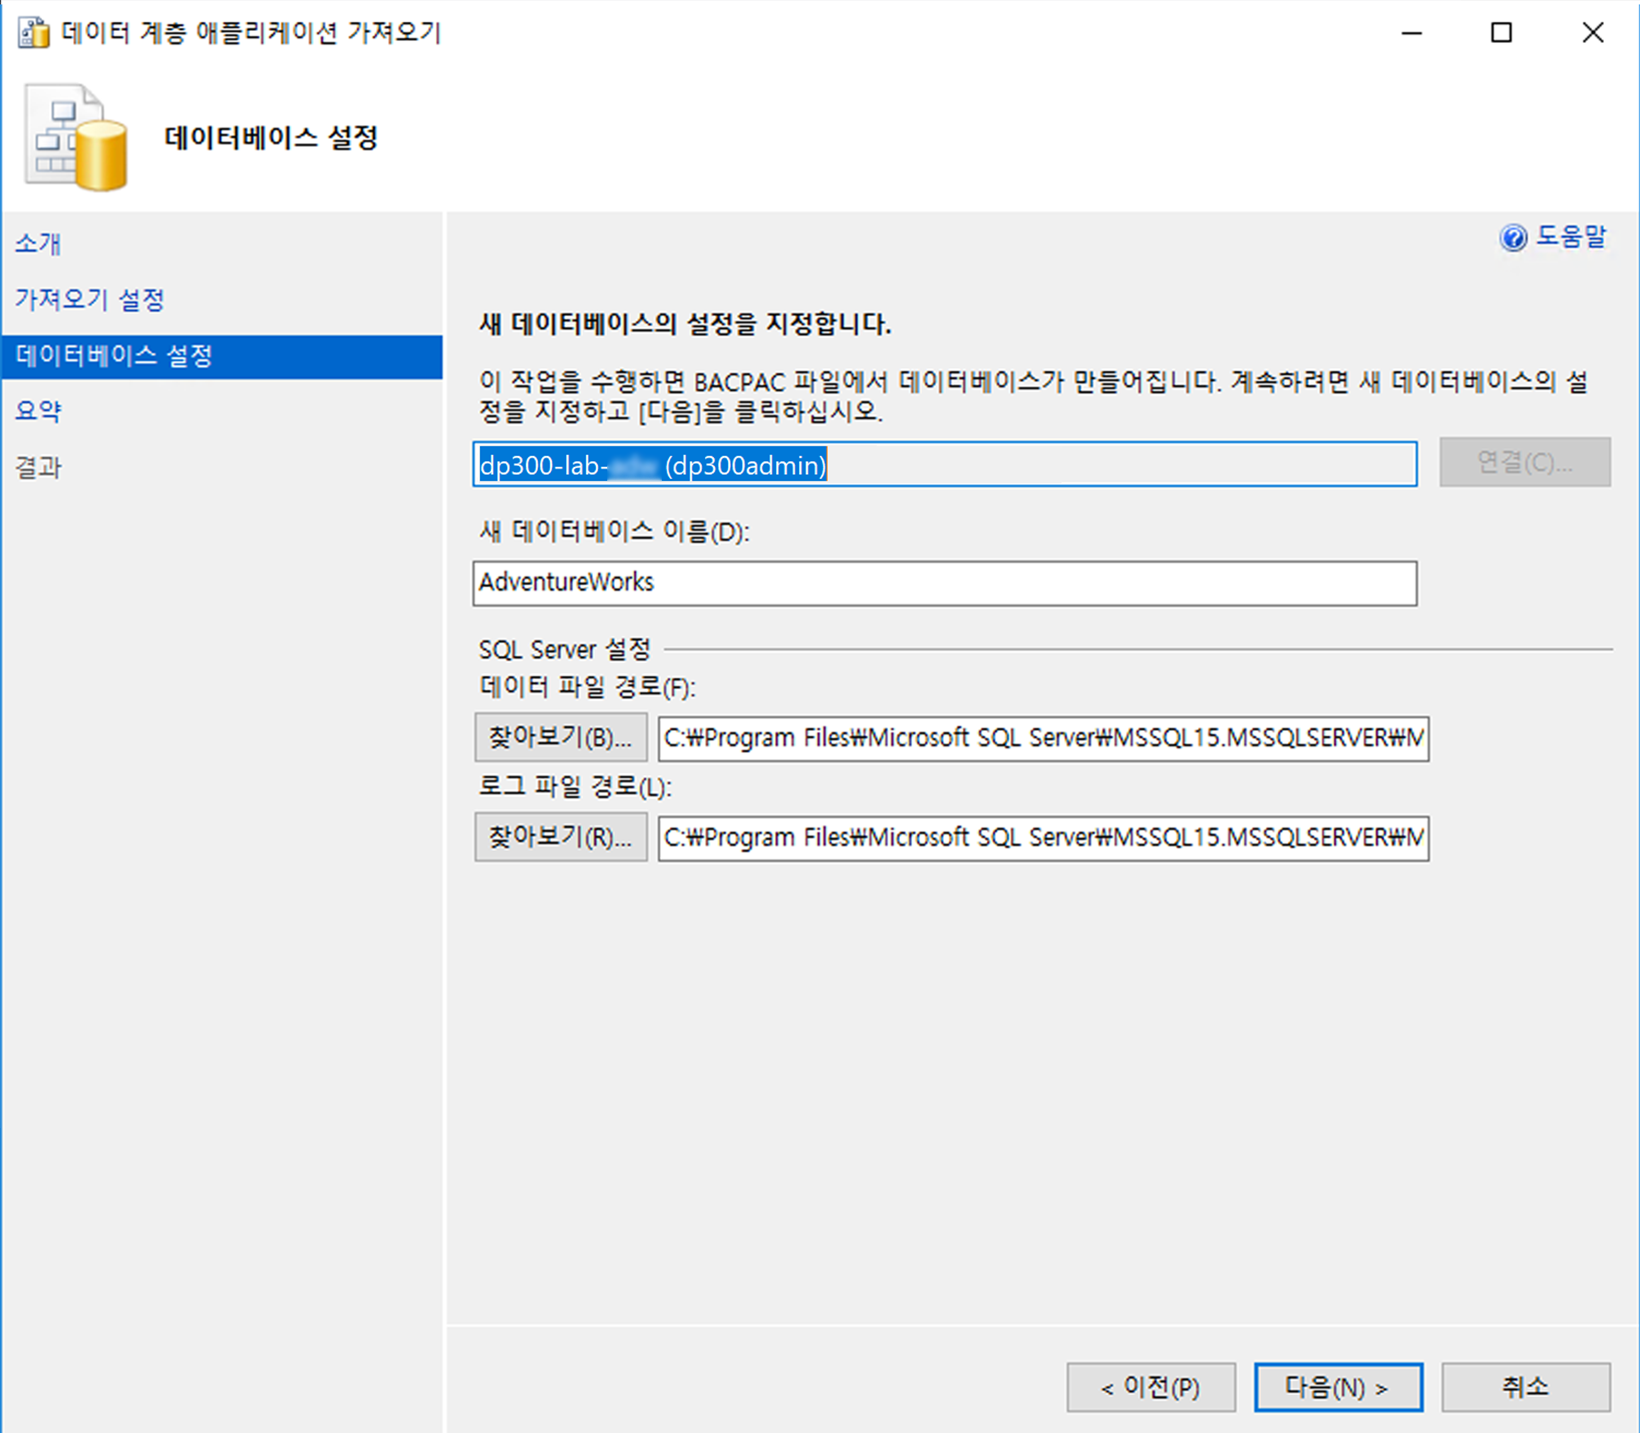 데이터 계층 애플리케이션 가져오기
데이터베이스 설정
소개
가져오기 설정
데이터베이스 설정
요약
결과
도움말
새 데이터베이스의 설정을 지정합니다.
이 작업을 수행하면 BACPAC 파일에서 데이터베이스가 만들어집니다. 계속하려면 새 데이터베이스의 설
정을 지정하고 [다음]을 클릭하십시오.
dp300-lab- (dp300admin)
연결(C)...
새 데이터베이스 이름(D):
AdventureWorks
SQL Server 설정
데이터 파일 경로(F):
찾아보기(B)... C:₩Program Files₩Microsoft SQL Server₩MSSQL15.MSSQLSERVER₩M
로그 파일 경로(L):
찾아보기(R)... C:₩Program Files₩Microsoft SQL Server₩MSSQL15.MSSQLSERVER₩M
< 이전(P) 다음(N) > 취소